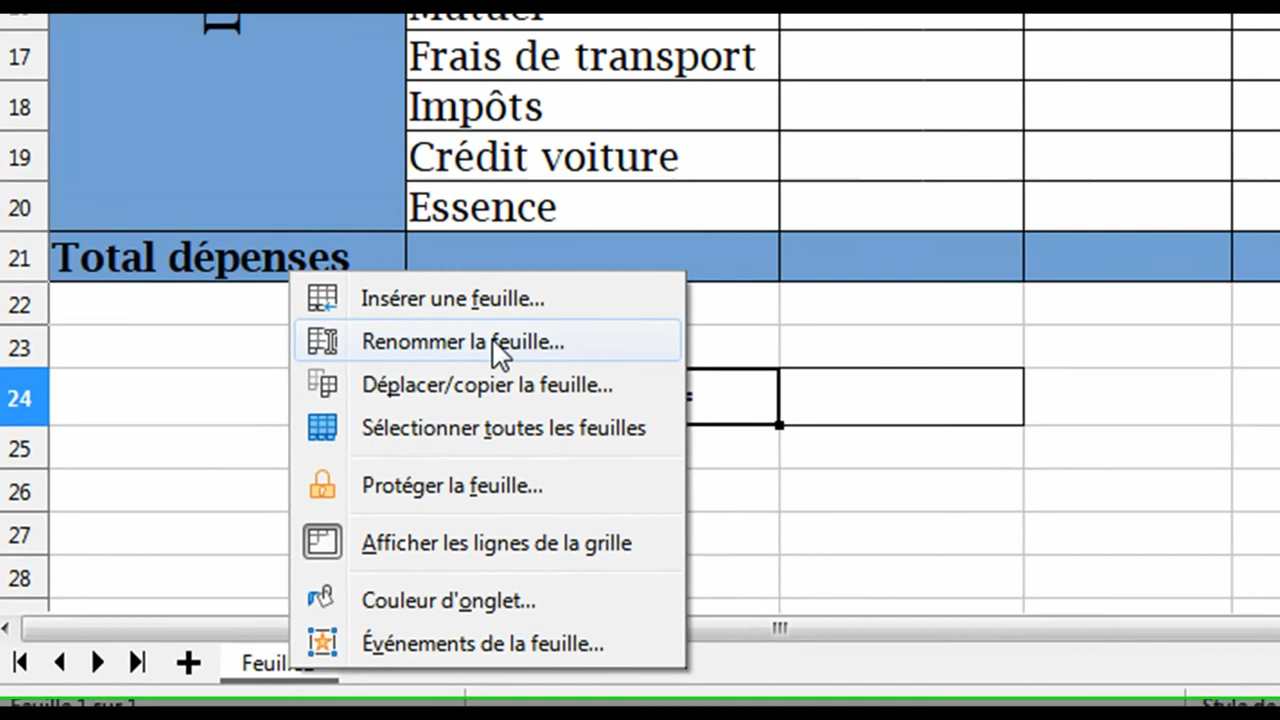 17 Frais de transport
18 Impôts
19 Crédit voiture
20 Essence
21 Total dépenses
22
23
24
25
26
27
28
Insérer une feuille...
Renommer la feuille...
Déplacer/copier la feuille...
Sélectionner toutes les feuilles
Protéger la feuille...
Afficher les lignes de la grille
Couleur d'onglet...
Événements de la feuille...